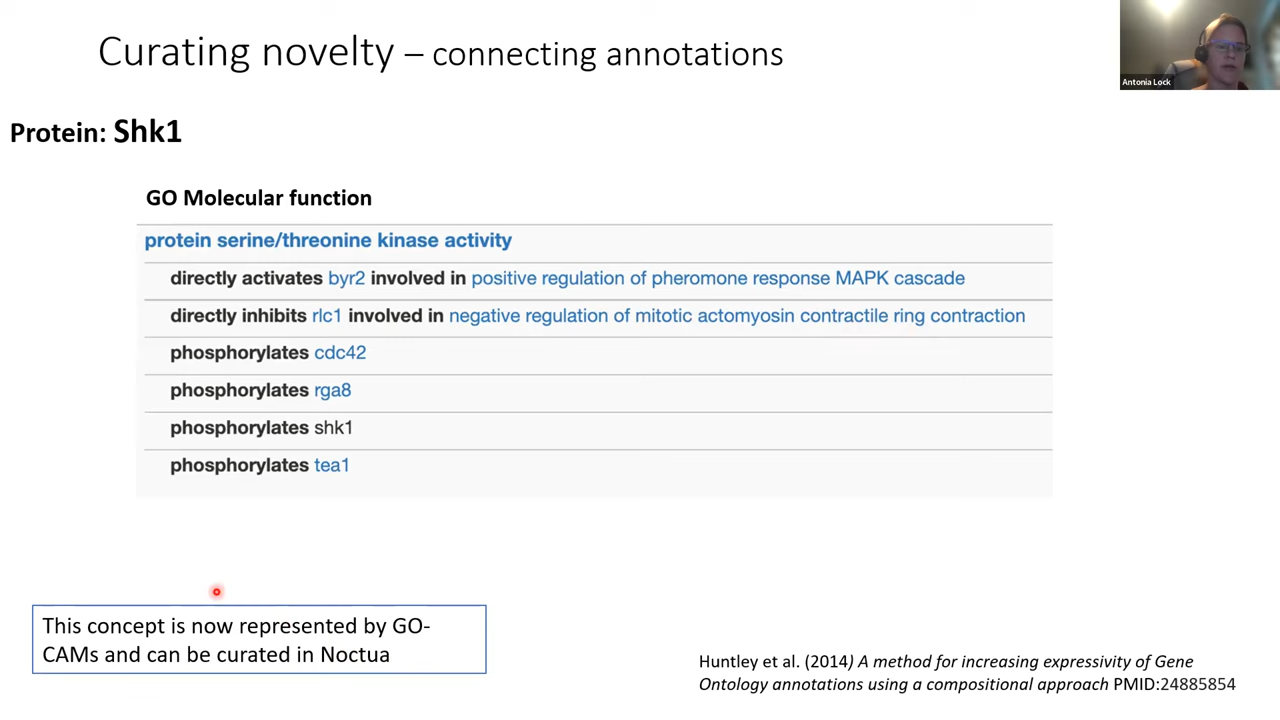 Curating novelty – connecting annotations
Antonia Lock
Protein: Shk1
GO Molecular function
protein serine/threonine kinase activity
directly activates byr2 involved in positive regulation of pheromone response MAPK cascade
directly inhibits rlc1 involved in negative regulation of mitotic actomyosin contractile ring contraction
phosphorylates cdc42
phosphorylates rga8
phosphorylates shk1
phosphorylates tea1
This concept is now represented by GO-
CAMs and can be curated in Noctua
Huntley et al. (2014) A method for increasing expressivity of Gene
Ontology annotations using a compositional approach PMID:24885854